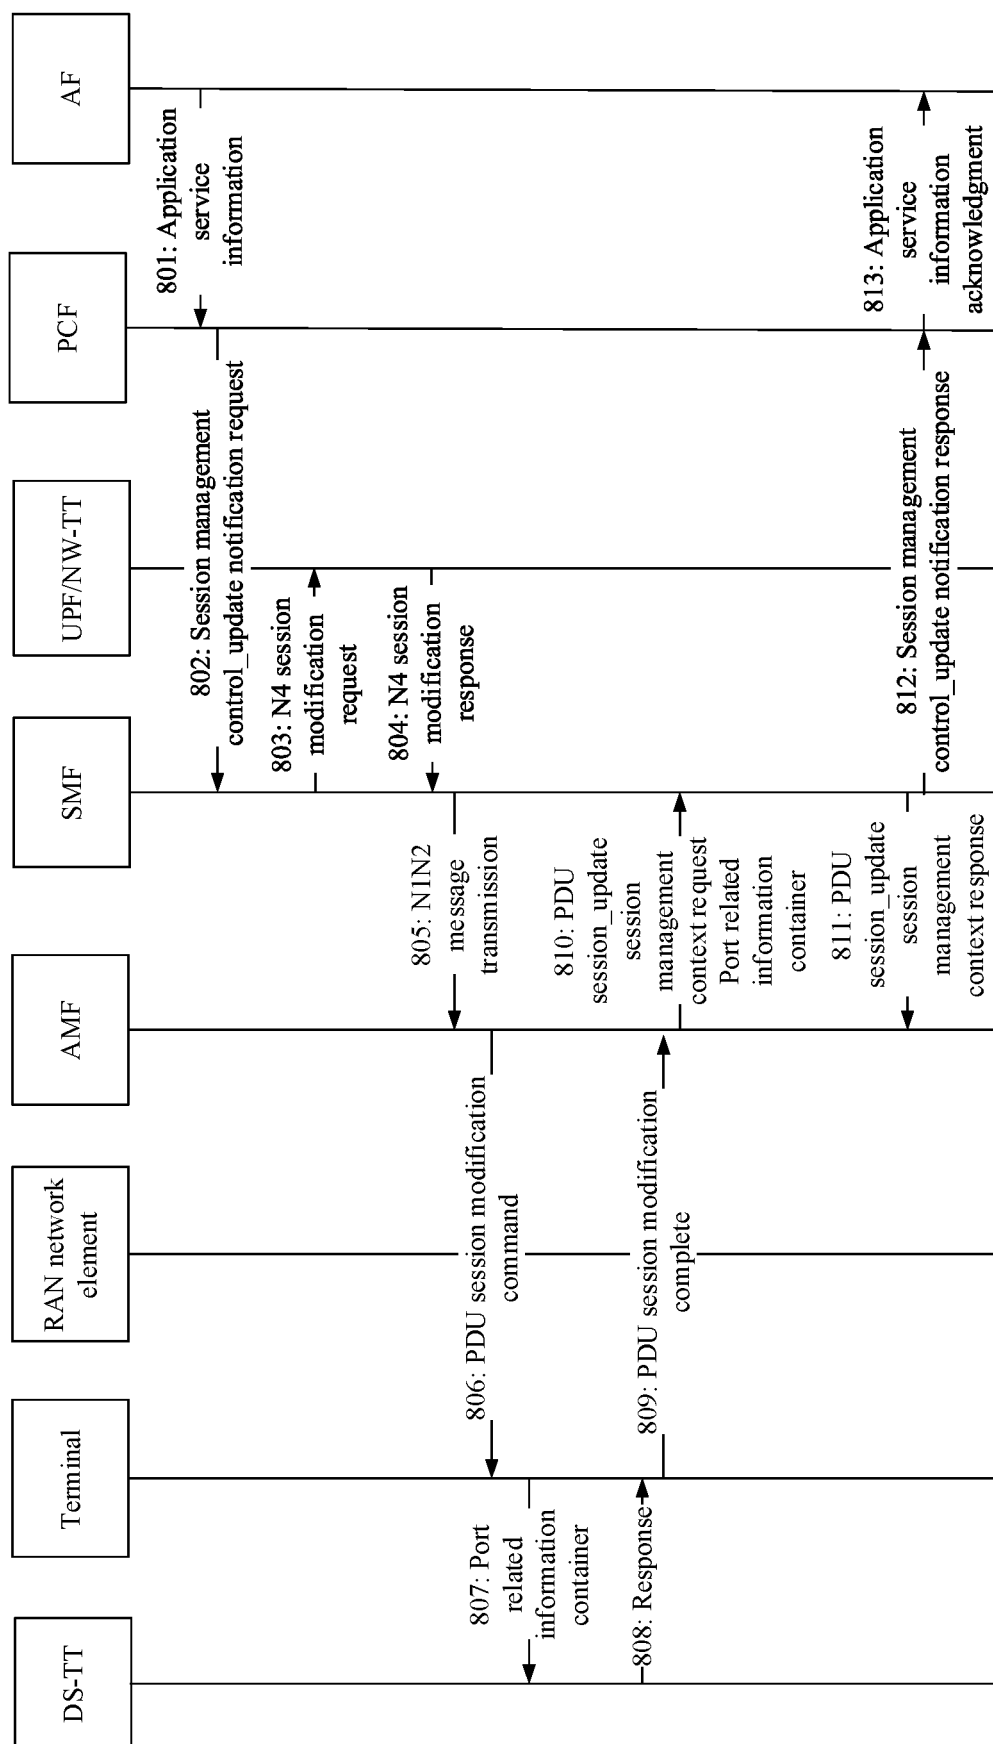 DS-TT
Terminal
RAN network
element
AMF
SMF
UPF/NW-TT
PCF
AF
801: Application
service
information
802: Session management
control_update notification request
803: N4 session
modification
request
804: N4 session
modification
response
805: N1N2
message
transmission
806: PDU session modification
command
807: Port
related
information
container
808: Response
809: PDU session modification
complete
810: PDU
session_update
session
management
context request
Port related
information
container
811: PDU
session_update
session
management
context response
812: Session management
control_update notification response
813: Application
service
information
acknowledgment